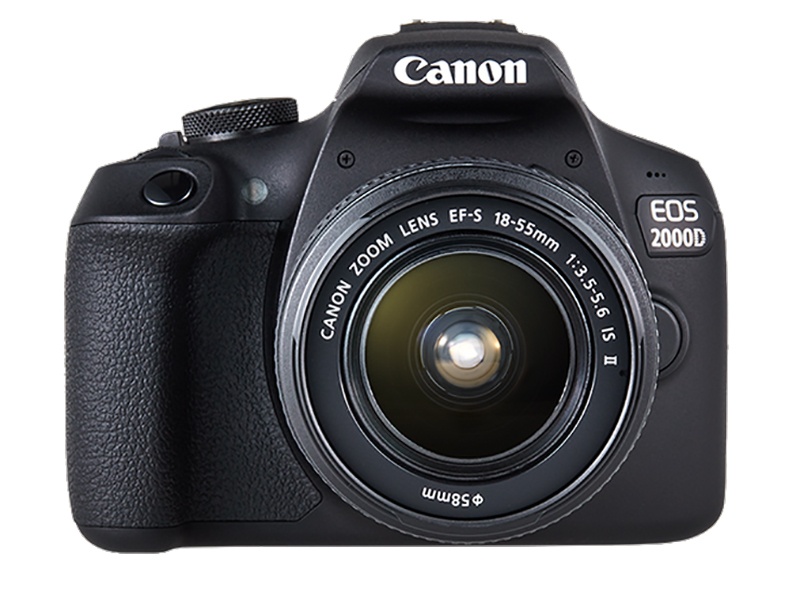 Canon
EOS
2000D
CANON ZOOM LENS EF-S 18-55mm 1:3.5-5.6 IS II
φ58mm